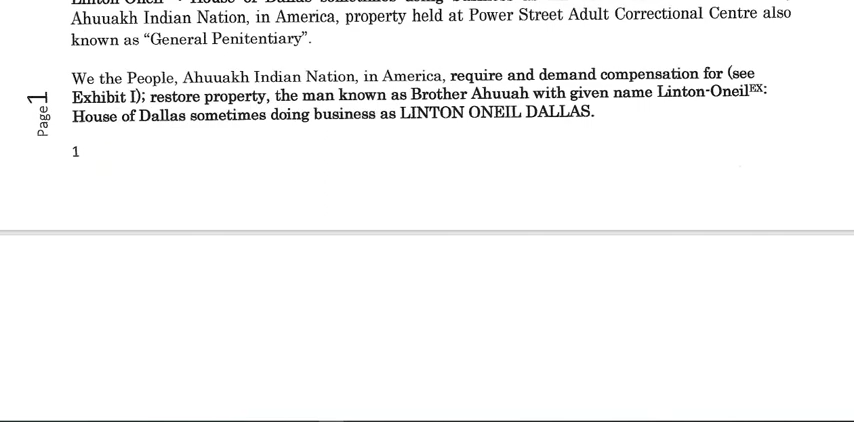 Ahuuakh Indian Nation, in America, property held at Power Street Adult Correctional Centre also
known as “General Penitentiary”.
We the People, Ahuuakh Indian Nation, in America, require and demand compensation for (see
Exhibit I); restore property, the man known as Brother Ahuuah with given name Linton-Oneilᴱˣ:
House of Dallas sometimes doing business as LINTON ONEIL DALLAS.
Page 1
1